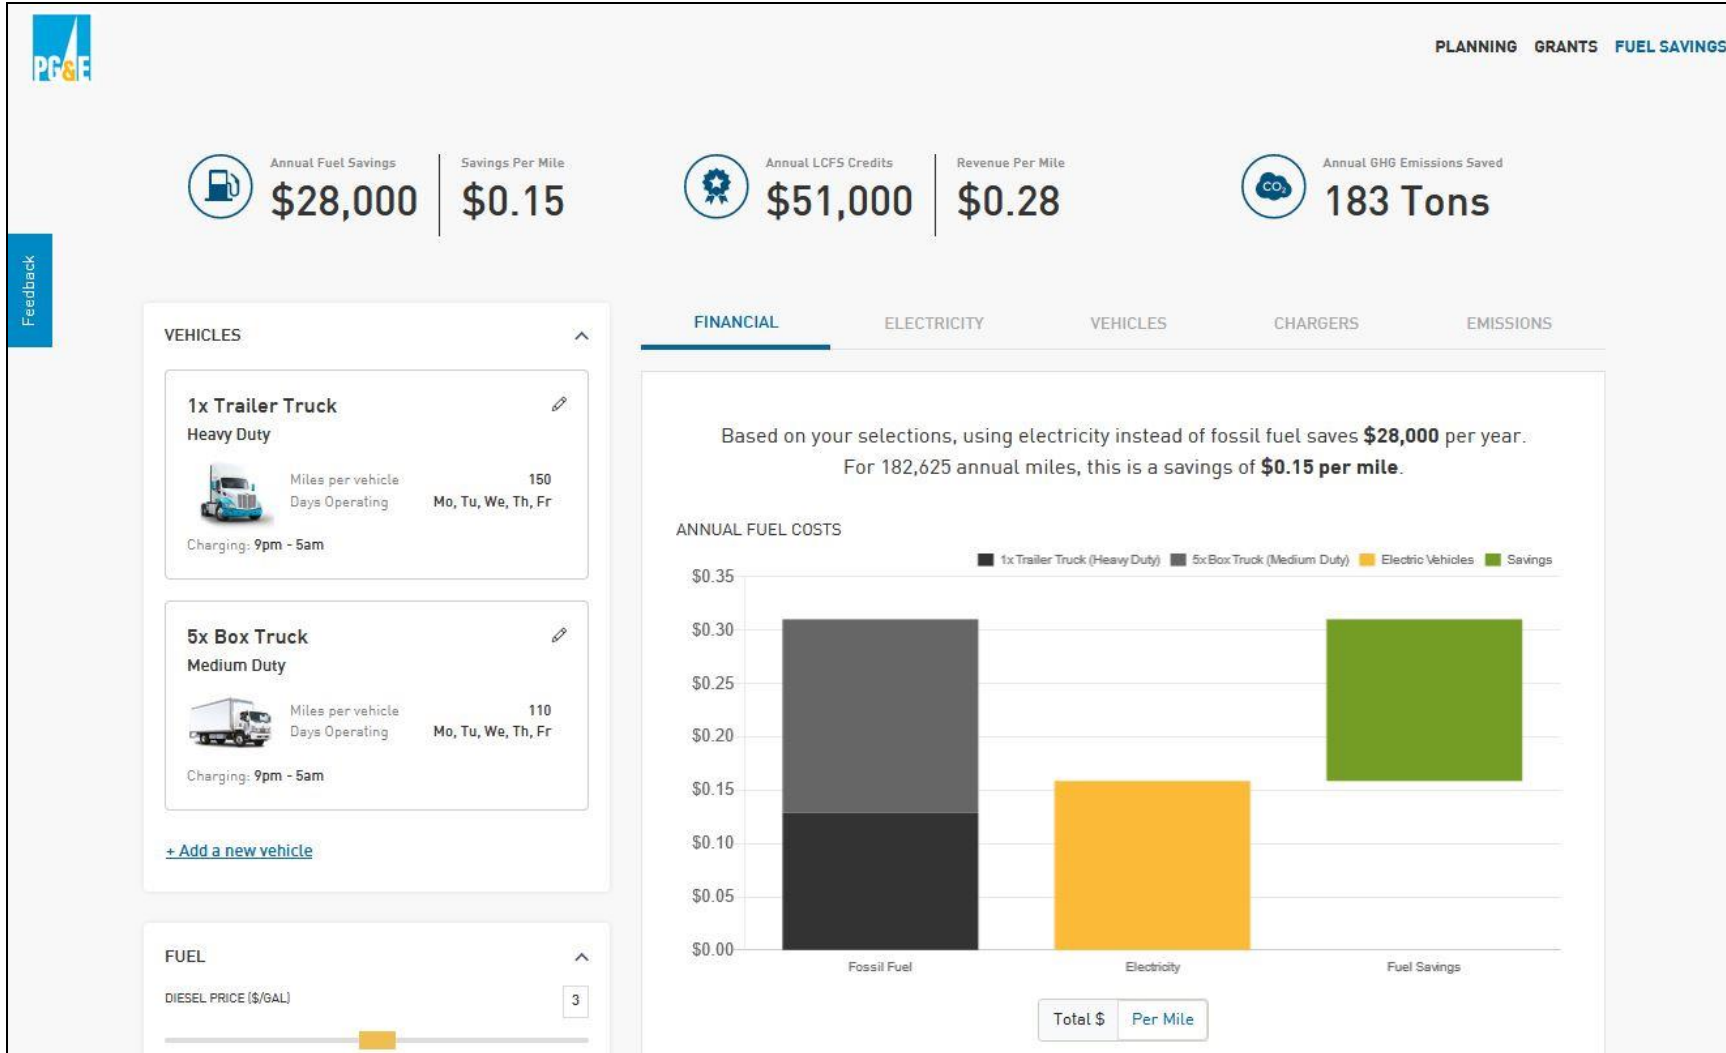 PG&E
PLANNING GRANTS FUEL SAVINGS
Annual Fuel Savings
$28,000
Savings Per Mile
$0.15
Annual LCFS Credits
$51,000
Revenue Per Mile
$0.28
CO2
Annual GHG Emissions Saved
183 Tons
Feedback
VEHICLES
1x Trailer Truck
Heavy Duty
Miles per vehicle 150
Days Operating Mo, Tu, We, Th, Fr
Charging: 9pm - 5am
5x Box Truck
Medium Duty
Miles per vehicle 110
Days Operating Mo, Tu, We, Th, Fr
Charging: 9pm - 5am
+ Add a new vehicle
FUEL
DIESEL PRICE ($/GAL) 3
FINANCIAL ELECTRICITY VEHICLES CHARGERS EMISSIONS
Based on your selections, using electricity instead of fossil fuel saves $28,000 per year.
For 182,625 annual miles, this is a savings of $0.15 per mile.
ANNUAL FUEL COSTS
1x Trailer Truck (Heavy Duty) 5x Box Truck (Medium Duty) Electric Vehicles Savings
$0.35
$0.30
$0.25
$0.20
$0.15
$0.10
$0.05
$0.00
Fossil Fuel Electricity Fuel Savings
Total $ Per Mile